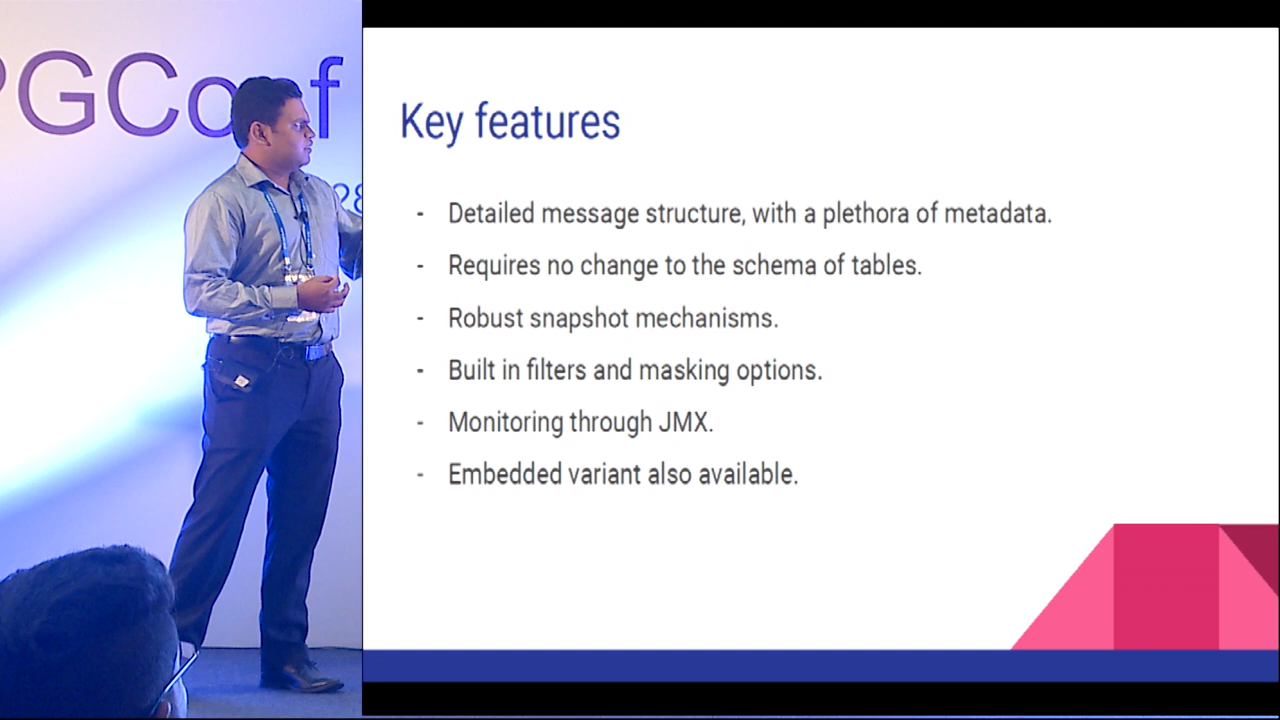 PGConf
28
Key features
- Detailed message structure, with a plethora of metadata.
- Requires no change to the schema of tables.
- Robust snapshot mechanisms.
- Built in filters and masking options.
- Monitoring through JMX.
- Embedded variant also available.